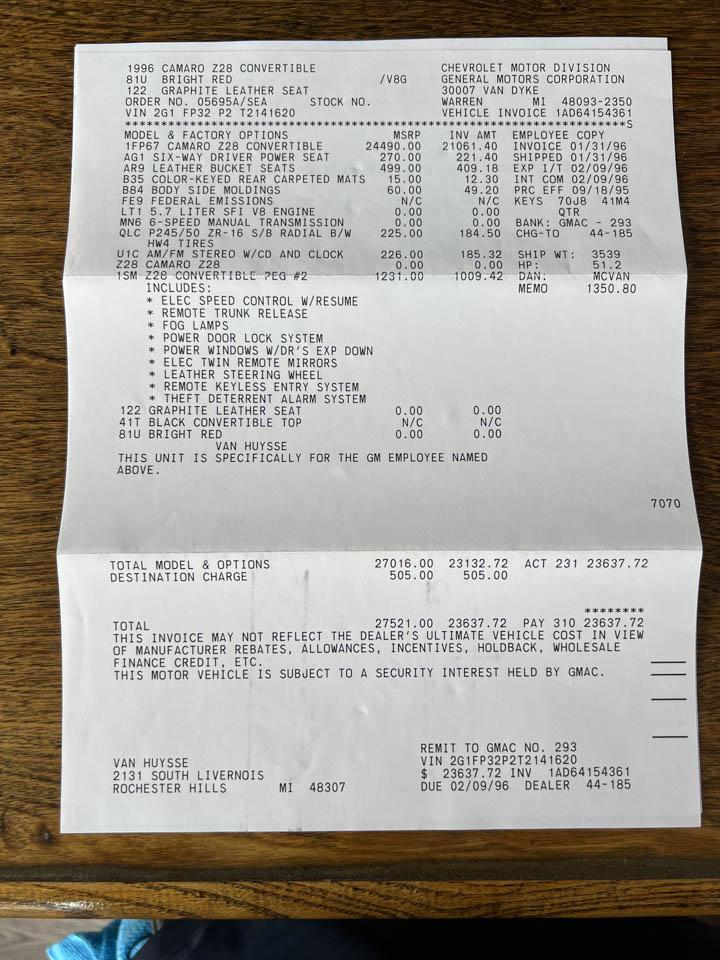 1996 CAMARO Z28 CONVERTIBLE CHEVROLET MOTOR DIVISION
81U BRIGHT RED /V8G GENERAL MOTORS CORPORATION
122 GRAPHITE LEATHER SEAT 30007 VAN DYKE
ORDER NO. 05695A/SEA STOCK NO. WARREN MI 48093-2350
VIN 2G1 FP32 P2 T2141620 VEHICLE INVOICE 1AD64154361
***********************************************************************S
MODEL & FACTORY OPTIONS MSRP INV AMT EMPLOYEE COPY
1FP67 CAMARO Z28 CONVERTIBLE 24490.00 21061.40 INVOICE 01/31/96
AG1 SIX-WAY DRIVER POWER SEAT 270.00 221.40 SHIPPED 01/31/96
AR9 LEATHER BUCKET SEATS 499.00 409.18 EXP I/T 02/09/96
B35 COLOR-KEYED REAR CARPETED MATS 15.00 12.30 INT COM 02/09/96
B84 BODY SIDE MOLDINGS 60.00 49.20 PRC EFF 09/18/95
FE9 FEDERAL EMISSIONS N/C N/C KEYS 70J8 41M4
LT1 5.7 LITER SFI V8 ENGINE 0.00 0.00 QTR
MN6 6-SPEED MANUAL TRANSMISSION 0.00 0.00 BANK: GMAC - 293
QLC P245/50 ZR-16 S/B RADIAL B/W 225.00 184.50 CHG-TO 44-185
HW4 TIRES
U1C AM/FM STEREO W/CD AND CLOCK 226.00 185.32 SHIP WT: 3539
Z28 CAMARO Z28 0.00 0.00 HP: 51.2
1SM Z28 CONVERTIBLE PEG #2 1231.00 1009.42 DAN: MCVAN
INCLUDES: MEMO 1350.80
* ELEC SPEED CONTROL W/RESUME
* REMOTE TRUNK RELEASE
* FOG LAMPS
* POWER DOOR LOCK SYSTEM
* POWER WINDOWS W/DR'S EXP DOWN
* ELEC TWIN REMOTE MIRRORS
* LEATHER STEERING WHEEL
* REMOTE KEYLESS ENTRY SYSTEM
* THEFT DETERRENT ALARM SYSTEM
122 GRAPHITE LEATHER SEAT 0.00 0.00
41T BLACK CONVERTIBLE TOP N/C N/C
81U BRIGHT RED 0.00 0.00
VAN HUYSSE
THIS UNIT IS SPECIFICALLY FOR THE GM EMPLOYEE NAMED
ABOVE.
7070
TOTAL MODEL & OPTIONS 27016.00 23132.72 ACT 231 23637.72
DESTINATION CHARGE 505.00 505.00
********
TOTAL 27521.00 23637.72 PAY 310 23637.72
THIS INVOICE MAY NOT REFLECT THE DEALER'S ULTIMATE VEHICLE COST IN VIEW
OF MANUFACTURER REBATES, ALLOWANCES, INCENTIVES, HOLDBACK, WHOLESALE
FINANCE CREDIT, ETC.
THIS MOTOR VEHICLE IS SUBJECT TO A SECURITY INTEREST HELD BY GMAC.
REMIT TO GMAC NO. 293
VAN HUYSSE VIN 2G1FP32P2T2141620
2131 SOUTH LIVERNOIS $ 23637.72 INV 1AD64154361
ROCHESTER HILLS MI 48307 DUE 02/09/96 DEALER 44-185